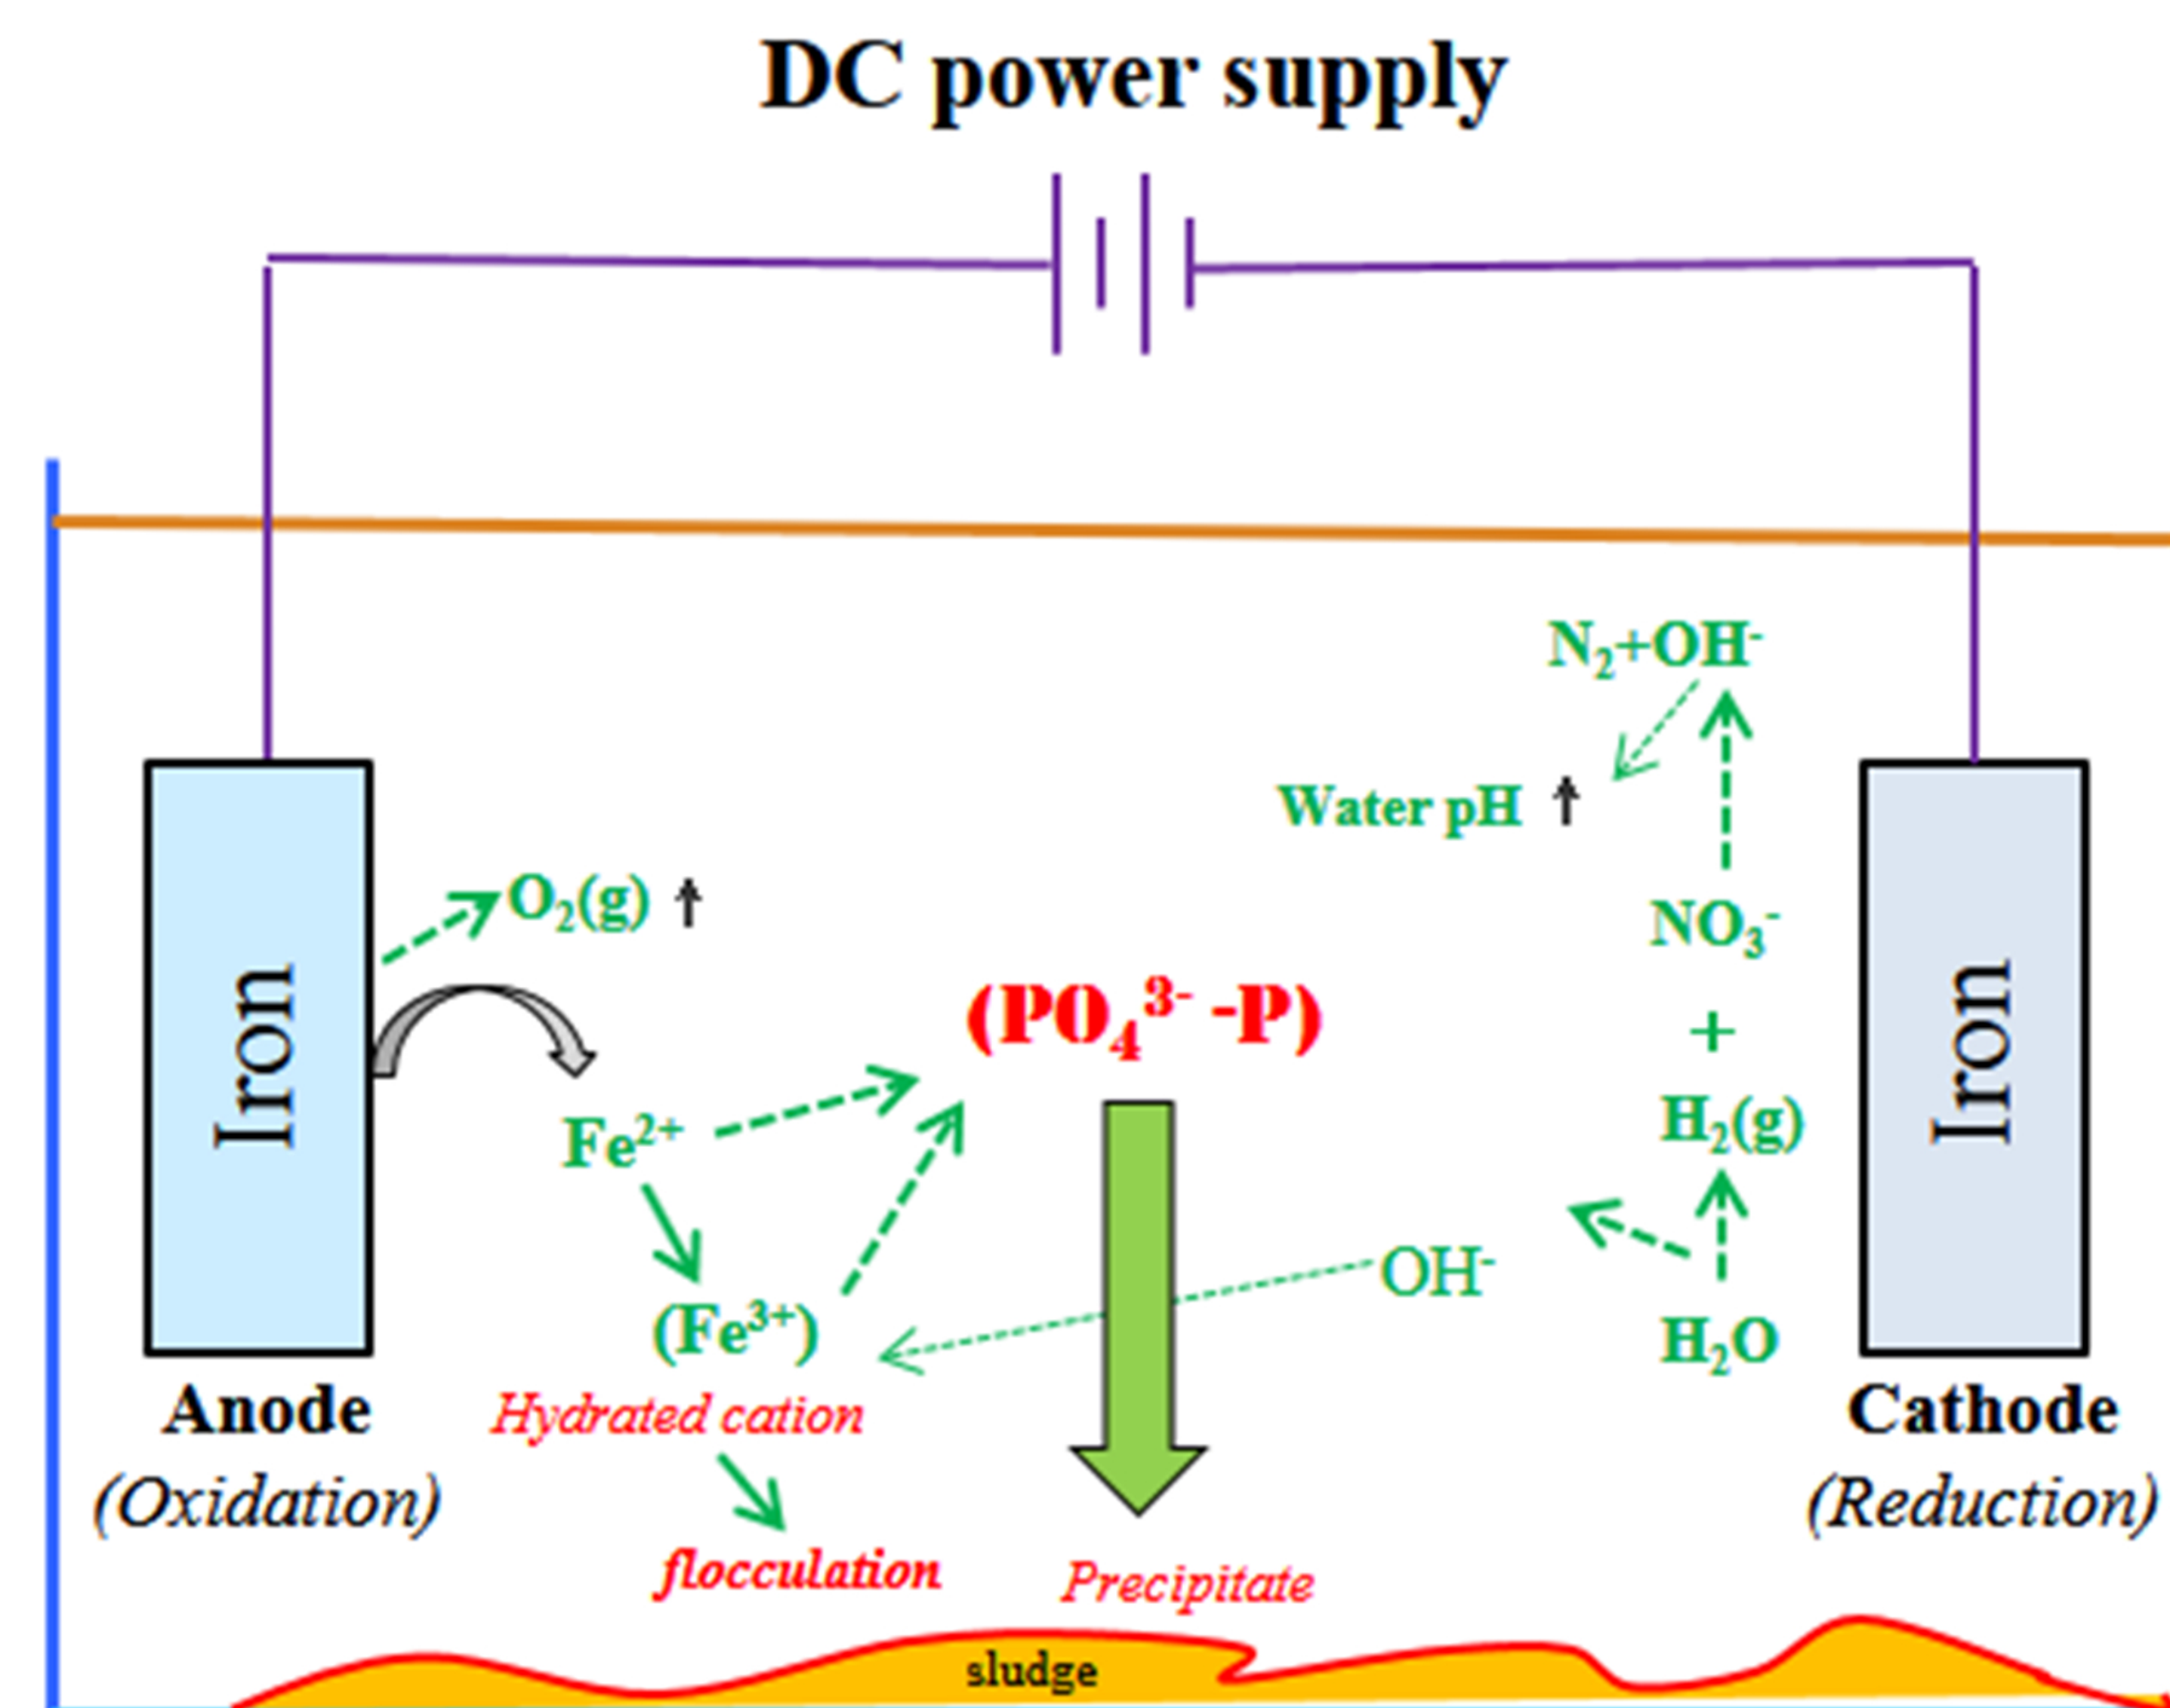 DC power supply
N₂+OH⁻
Water pH ↑
O₂(g) ↑
NO₃⁻
+
H₂(g)
(PO₄³⁻ -P)
Iron
Iron
Fe²⁺
OH⁻
(Fe³⁺)
H₂O
Hydrated cation
Anode
Cathode
(Oxidation)
(Reduction)
flocculation
Precipitate
sludge